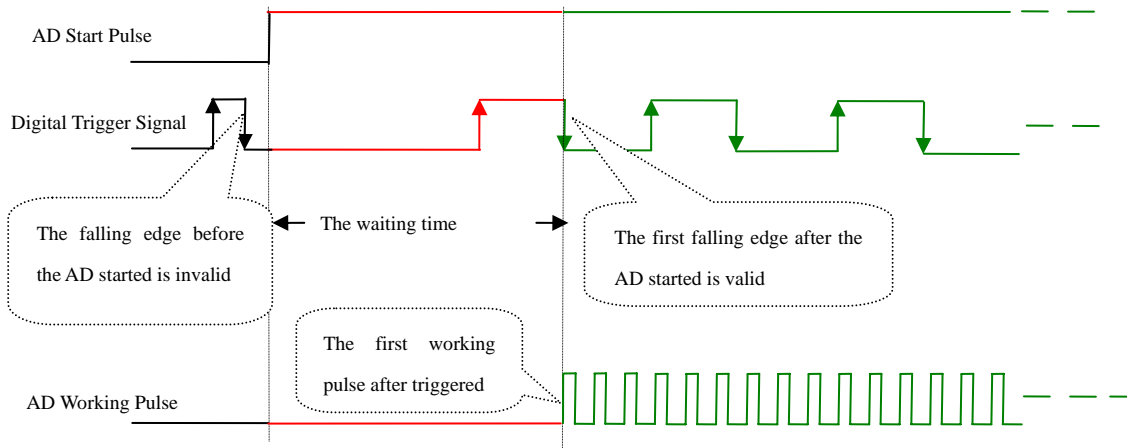 AD Start Pulse
Digital Trigger Signal
The falling edge before
the AD started is invalid
The waiting time
The first falling edge after the
AD started is valid
The first working
pulse after triggered
AD Working Pulse